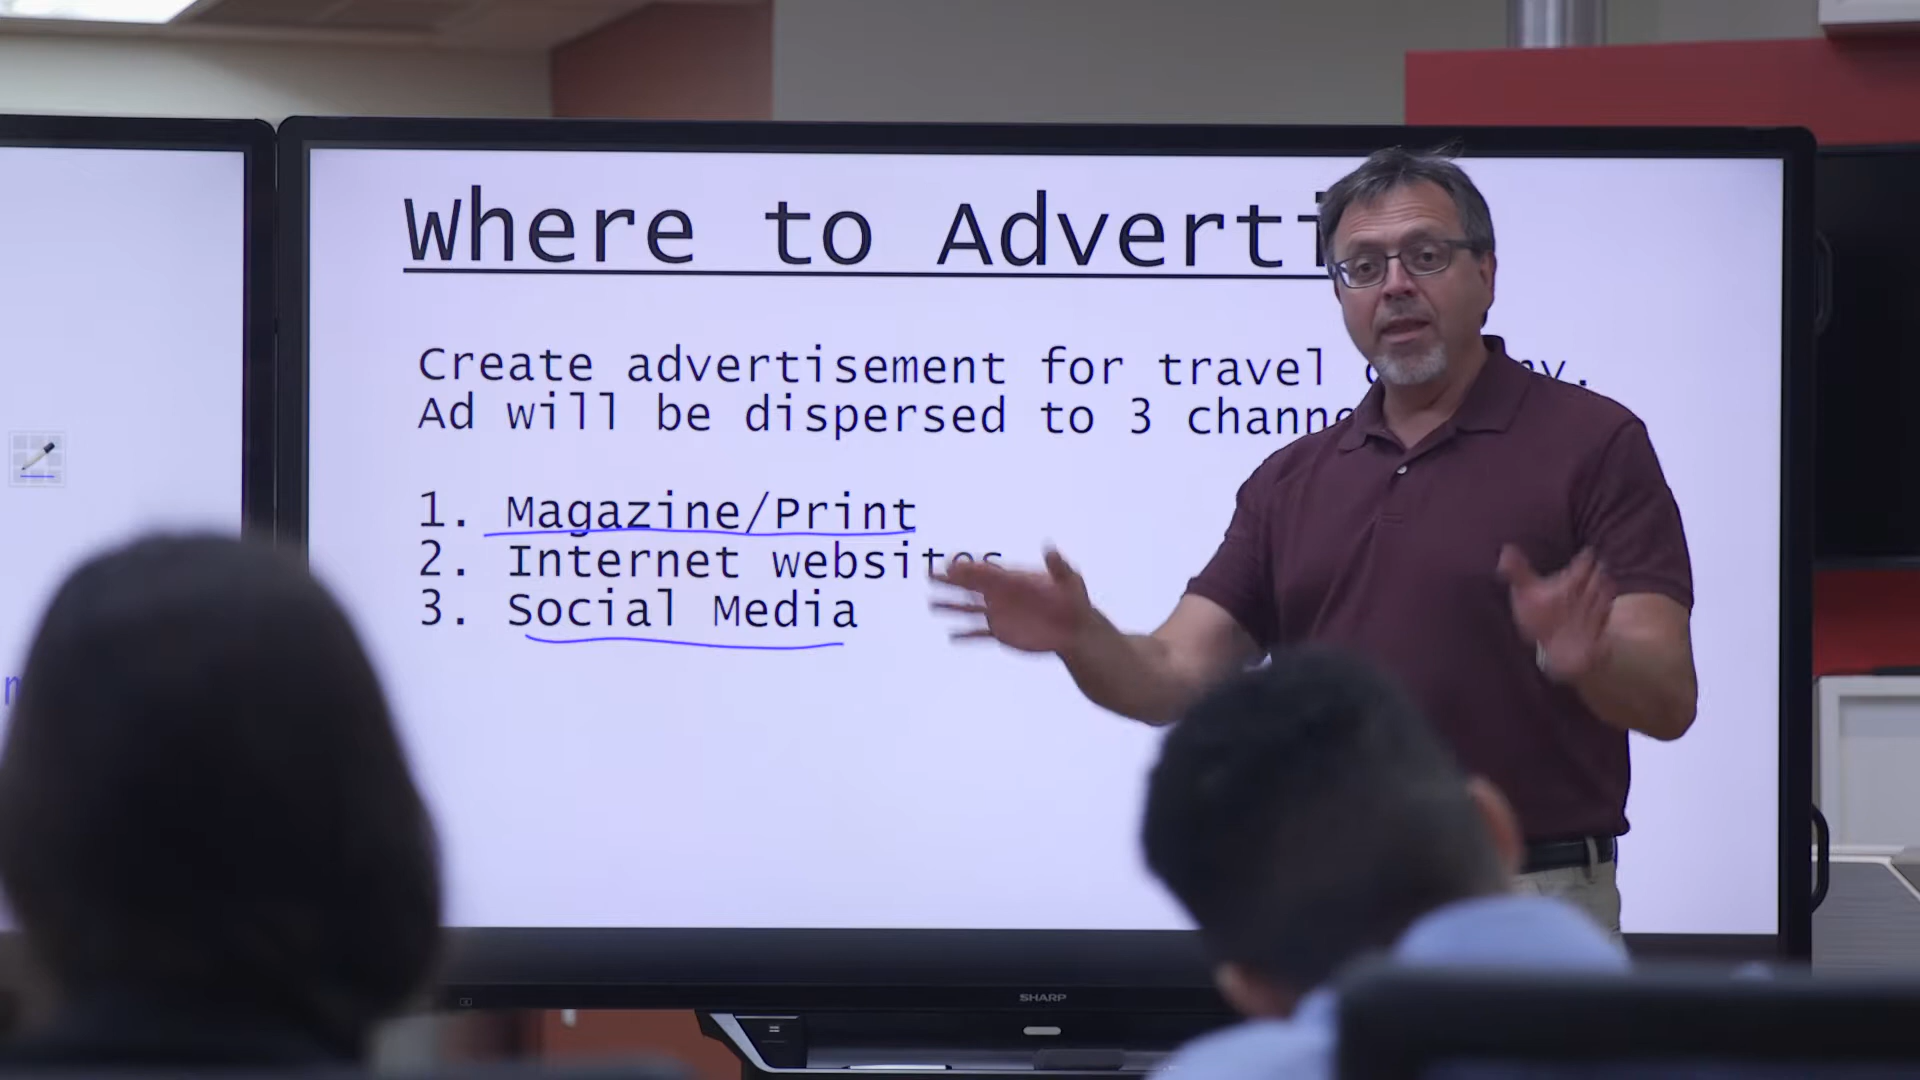 Where to Adverti
Create advertisement for travel
Ad will be dispersed to 3 chann
1. Magazine/Print
2. Internet websites
3. Social Media
SHARP